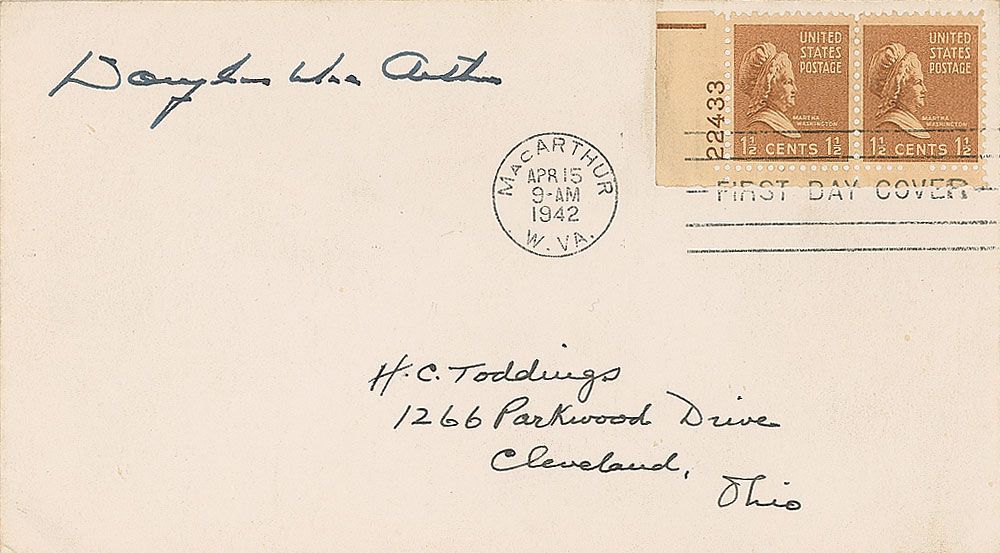 Douglas MacArthur
UNITED STATES POSTAGE
MARTHA WASHINGTON
1½ CENTS 1½
UNITED STATES POSTAGE
MARTHA WASHINGTON
1½ CENTS 1½
22433
MacARTHUR
APR 15
9-AM
1942
W. VA.
FIRST DAY COVER
H. C. Toddings
1266 Parkwood Drive
Cleveland,
Ohio